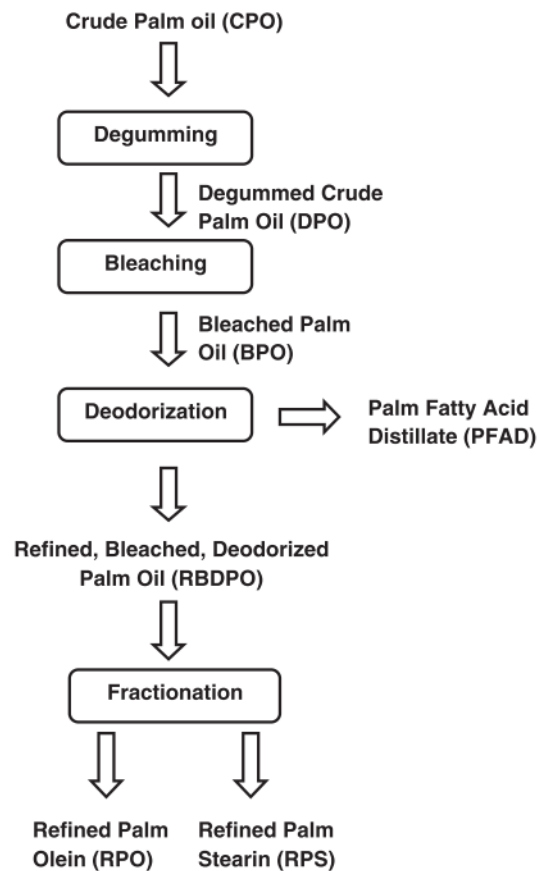 Crude Palm oil (CPO)
Degumming
Degummed Crude
Palm Oil (DPO)
Bleaching
Bleached Palm
Oil (BPO)
Deodorization
Palm Fatty Acid
Distillate (PFAD)
Refined, Bleached, Deodorized
Palm Oil (RBDPO)
Fractionation
Refined Palm
Olein (RPO)
Refined Palm
Stearin (RPS)